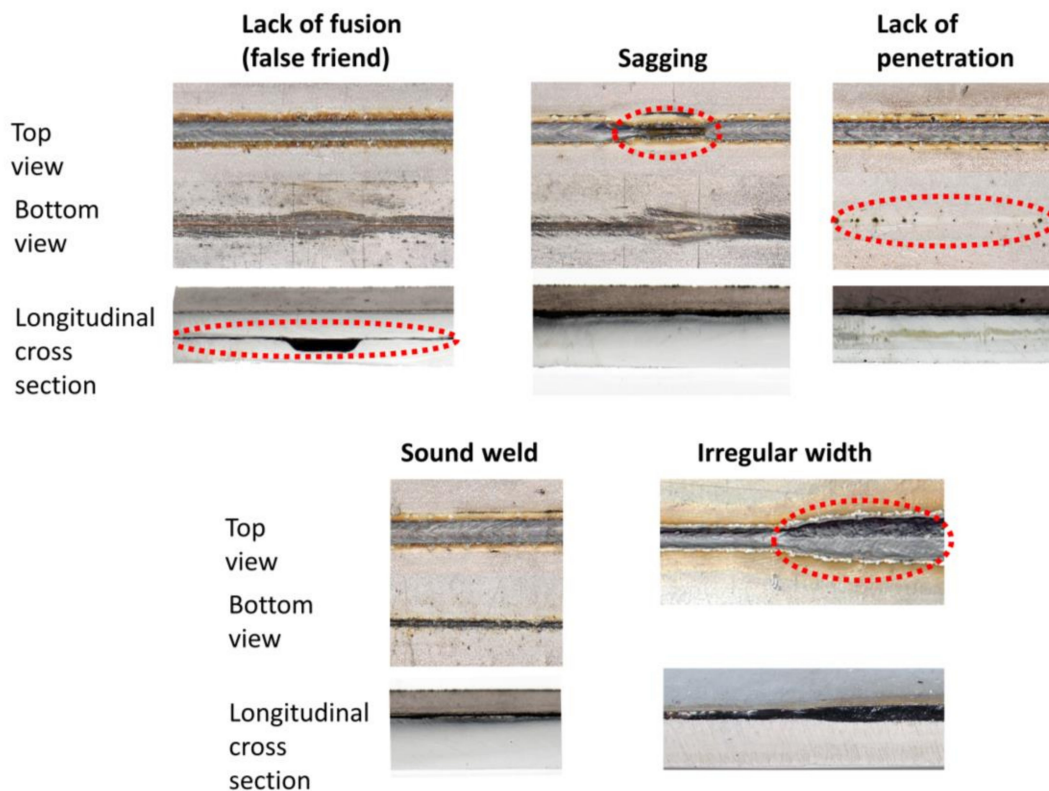 Lack of fusion
(false friend)
Sagging
Lack of
penetration
Top
view
Bottom
view
Longitudinal
cross
section
Sound weld
Irregular width
Top
view
Bottom
view
Longitudinal
cross
section